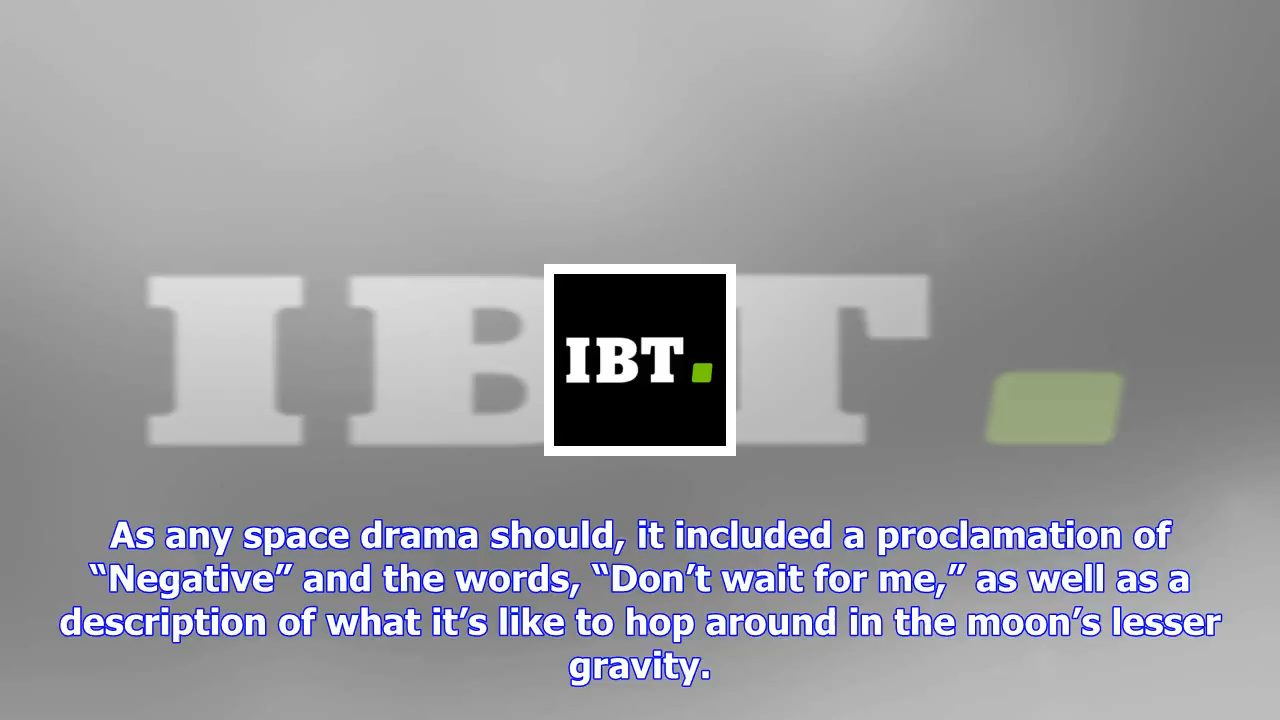 IBT.
IBT.
As any space drama should, it included a proclamation of
“Negative” and the words, “Don’t wait for me,” as well as a
description of what it’s like to hop around in the moon’s lesser
gravity.